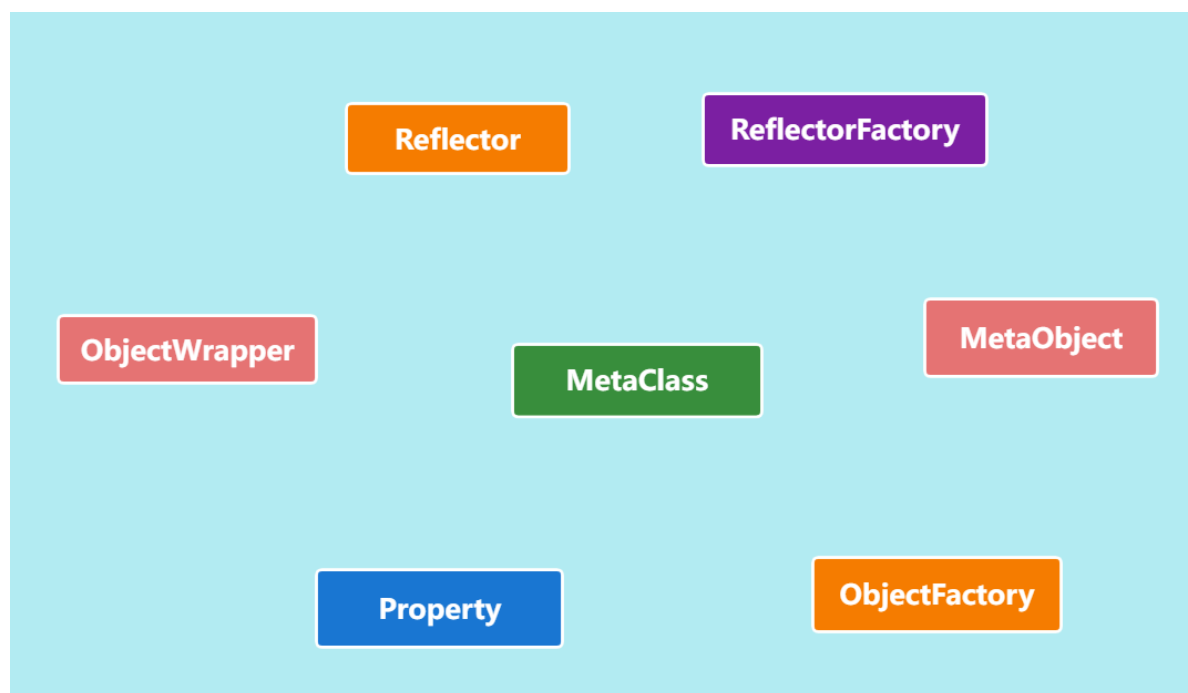 Reflector
ReflectorFactory
ObjectWrapper
MetaClass
MetaObject
Property
ObjectFactory